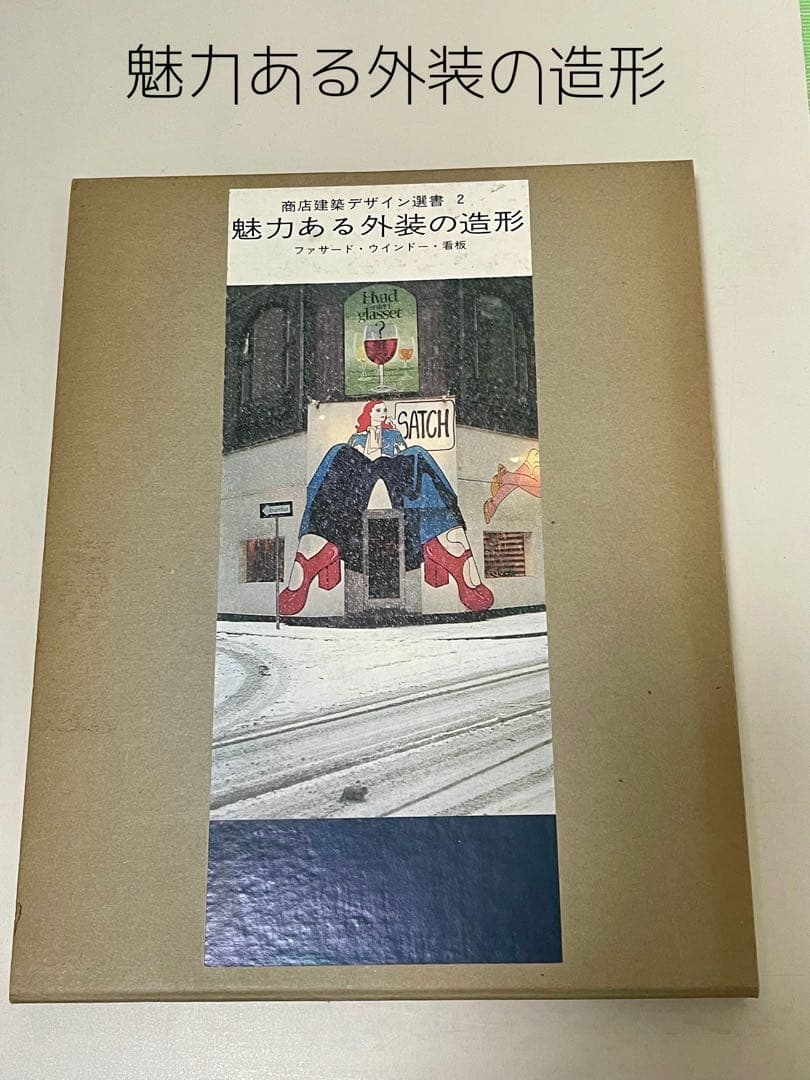 魅力ある外装の造形
商店建築デザイン選書 2
魅力ある外装の造形
ファサード・ウインドー・看板
Hvad
glasset
?
SATCH